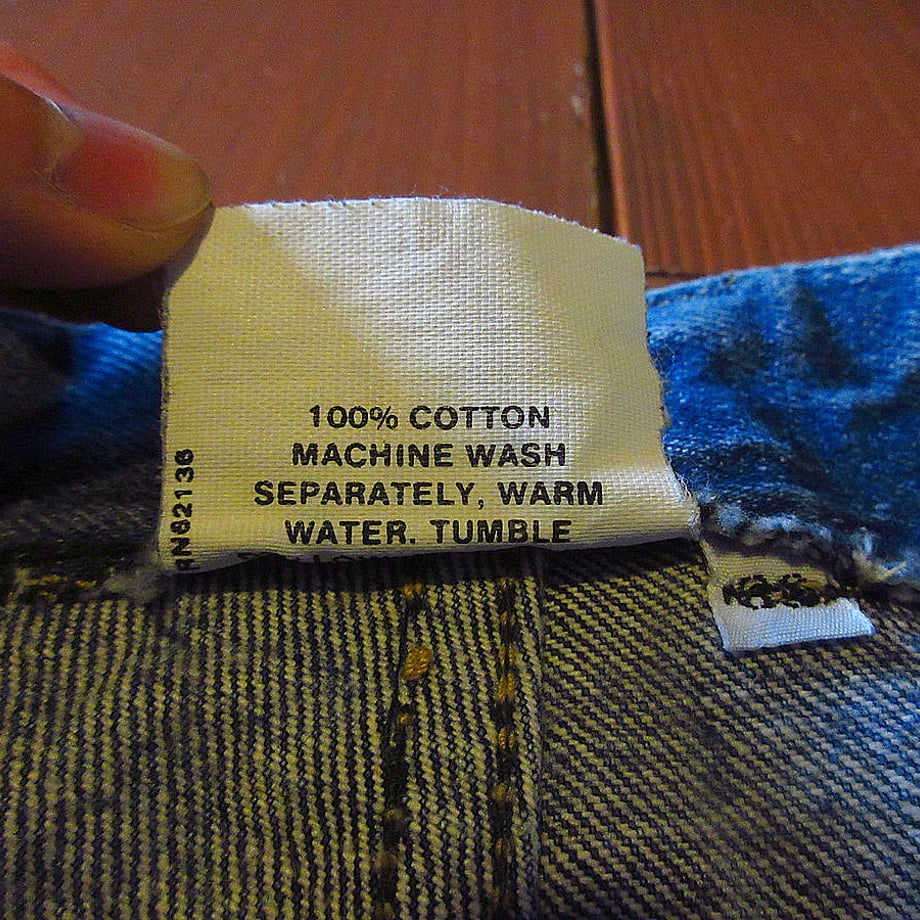 100% COTTON
MACHINE WASH
SEPARATELY, WARM
WATER. TUMBLE
RN62136